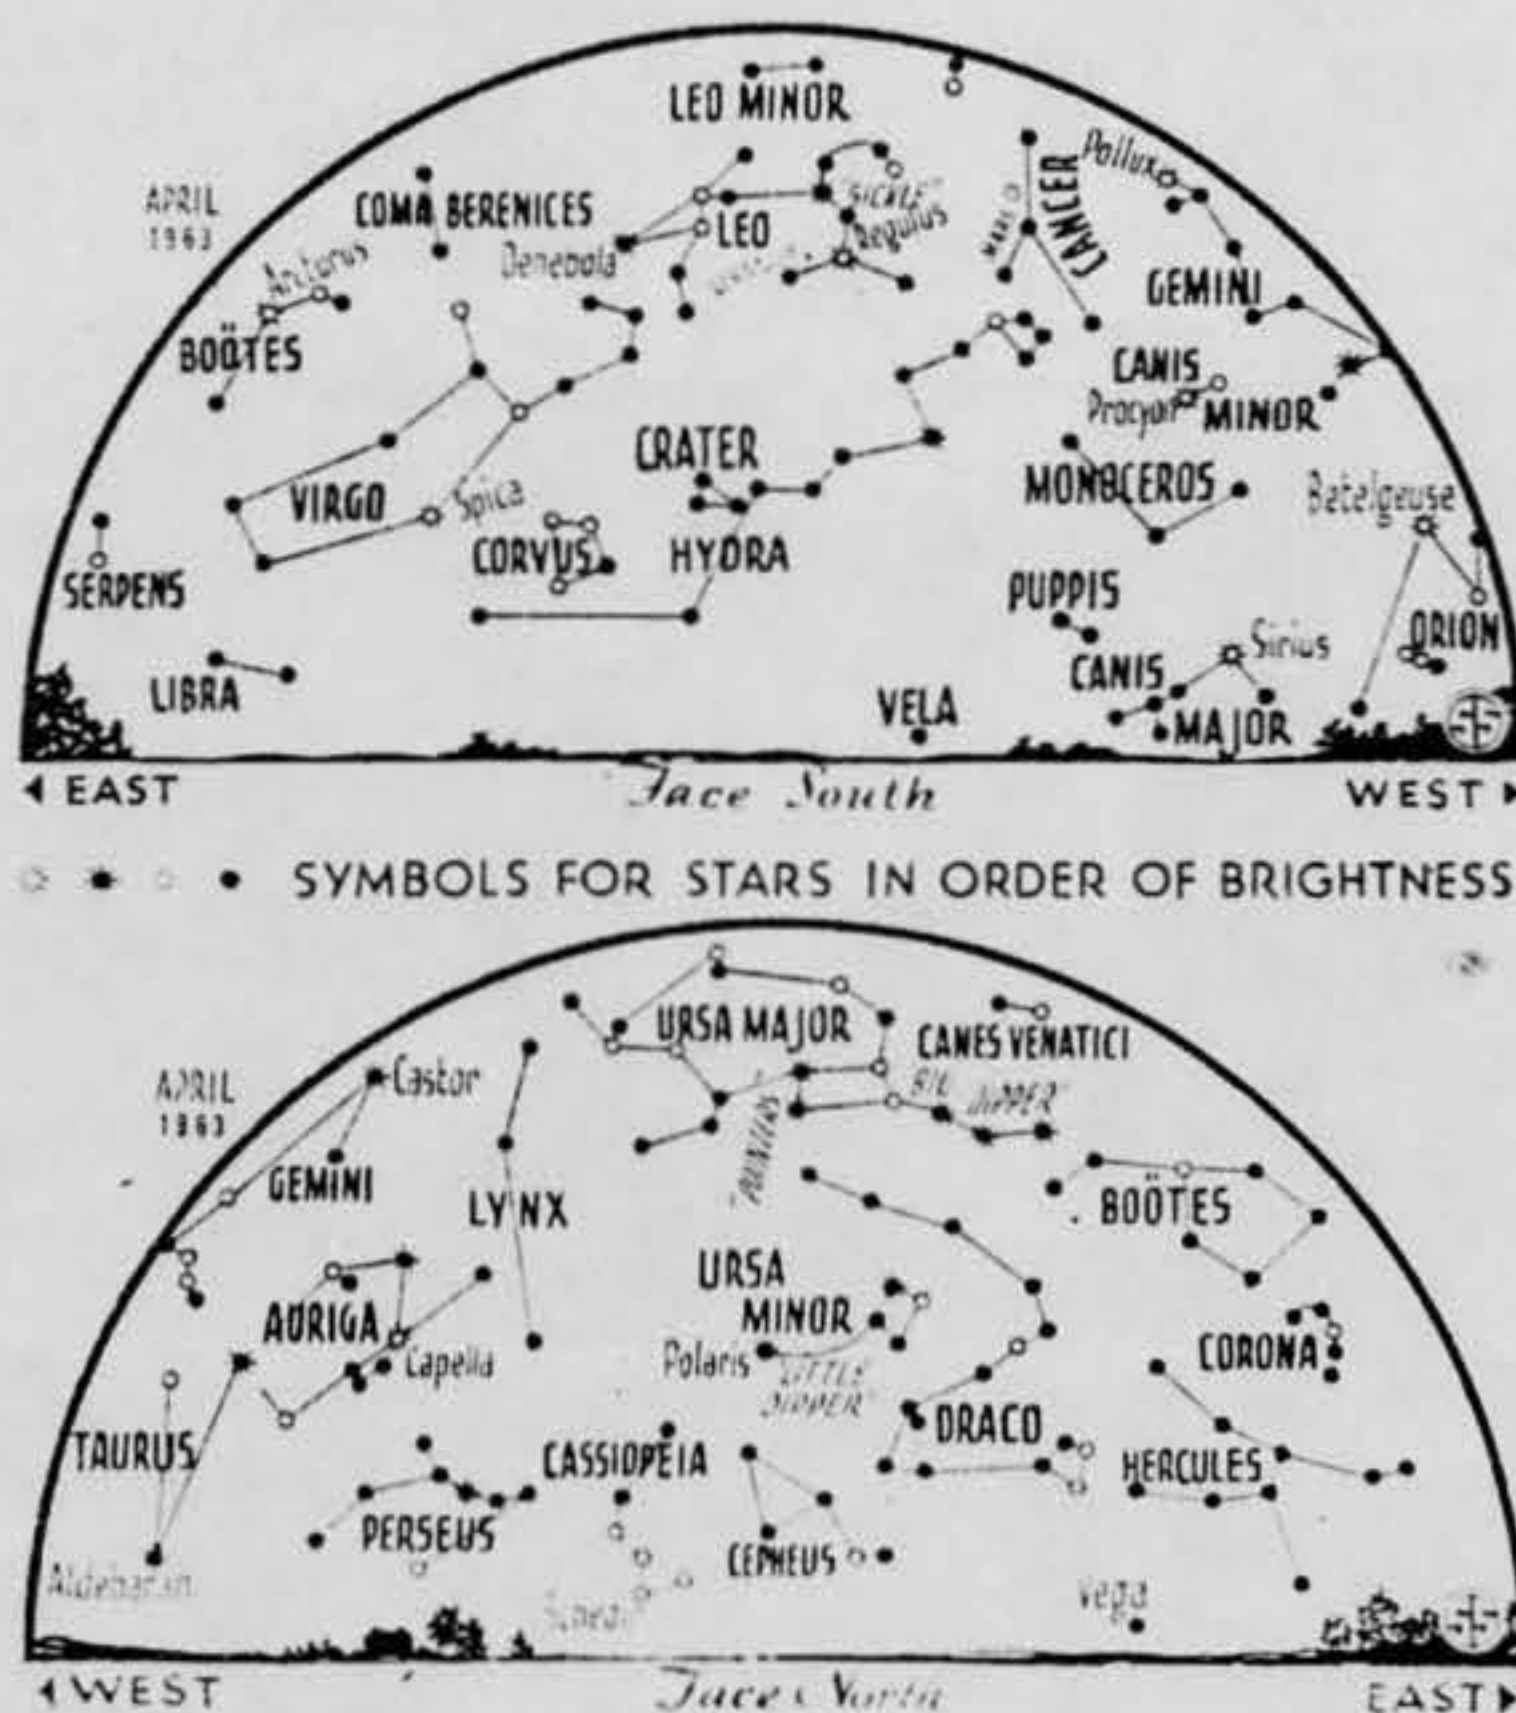 LEO MINOR
APRIL
1963
COMA BERENICES
"SICKLE"
Regulus
MARS
CANCER
Pollux
LEO
Denebola
Arcturus
BOÖTES
GEMINI
CANIS
MINOR
Procyon
CRATER
MONOCEROS
Betelgeuse
VIRGO
Spica
CORVUS
HYDRA
SERPENS
PUPPIS
ORION
Sirius
LIBRA
CANIS
MAJOR
VELA
EAST
Face South
WEST
SYMBOLS FOR STARS IN ORDER OF BRIGHTNESS
URSA MAJOR
CANES VENATICI
APRIL
1963
Castor
"POINTERS"
BIG DIPPER"
GEMINI
LYNX
BOÖTES
URSA
MINOR
AURIGA
Capella
Polaris
"LITTLE
DIPPER"
CORONA
TAURUS
CASSIOPEIA
DRACO
HERCULES
PERSEUS
CEPHEUS
Aldebaran
Vega
WEST
Face North
EAST